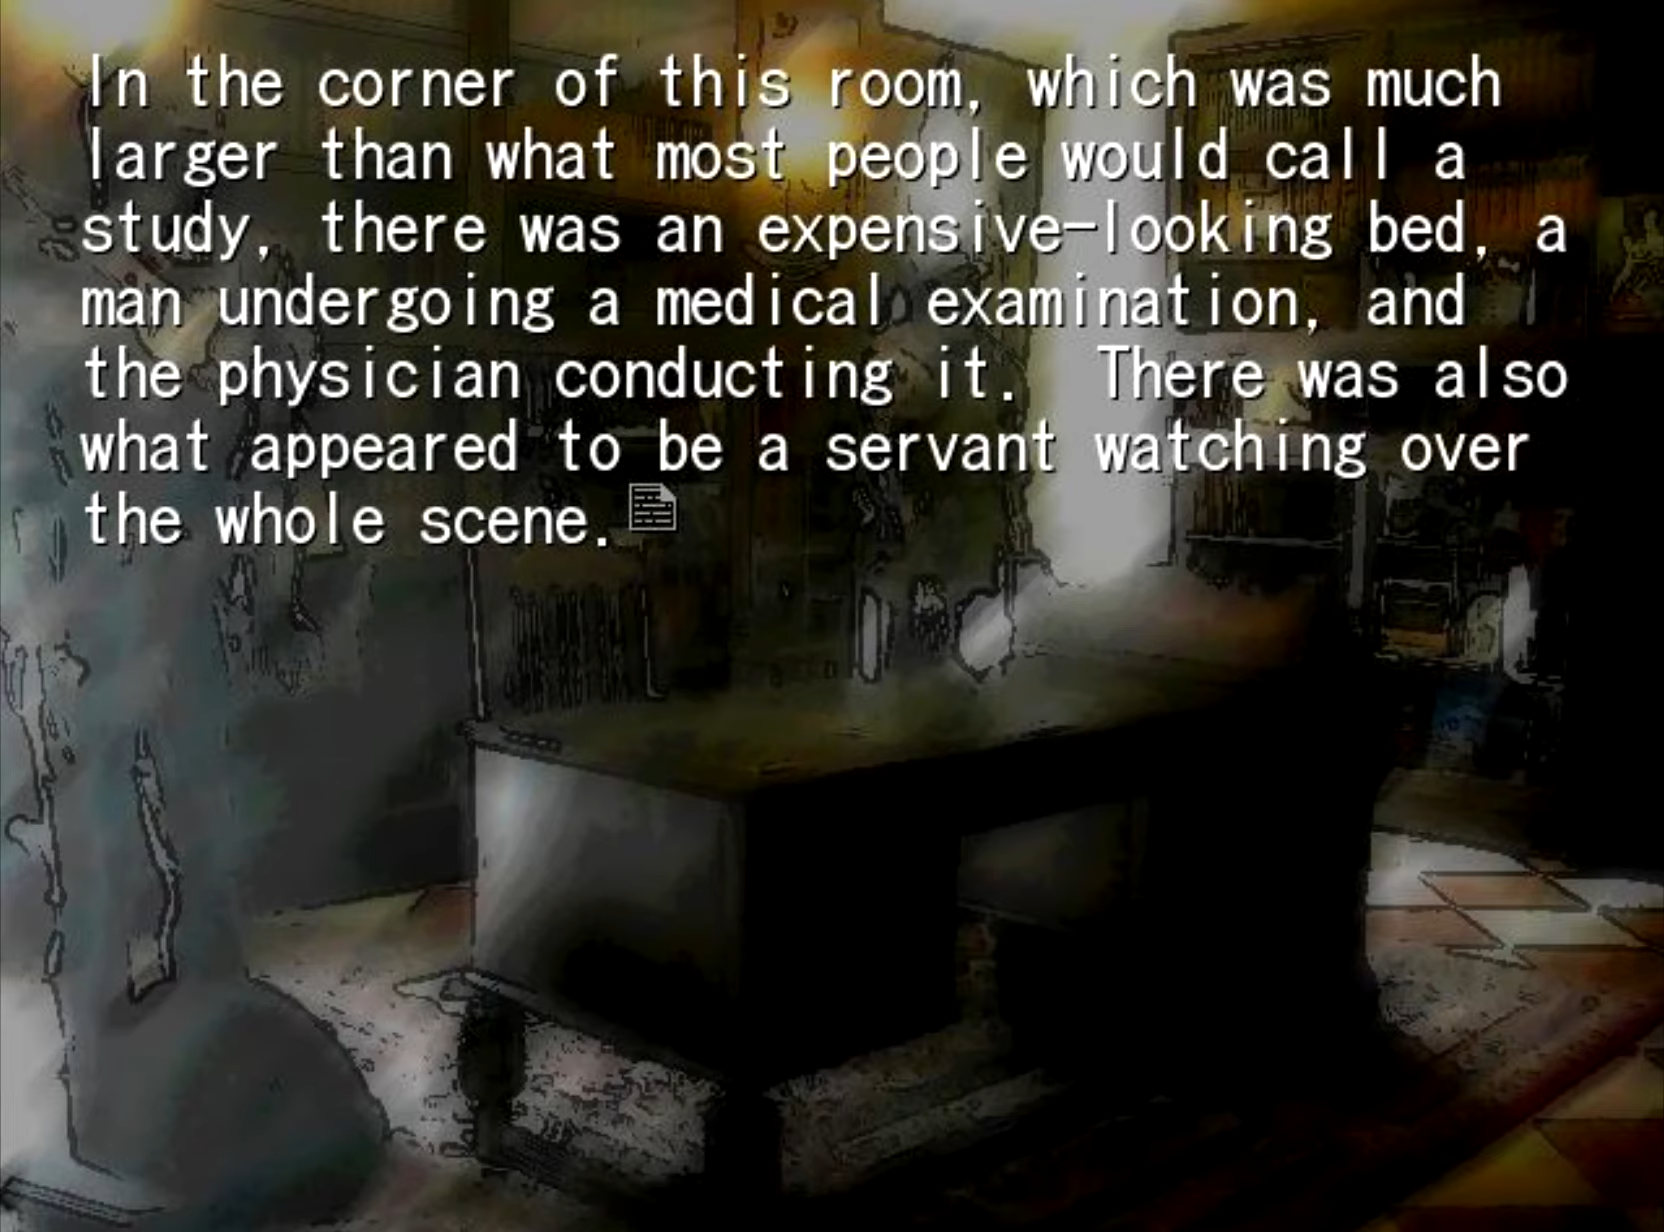 In the corner of this room, which was much
larger than what most people would call a
study, there was an expensive-looking bed, a
man undergoing a medical examination, and
the physician conducting it.  There was also
what appeared to be a servant watching over
the whole scene.